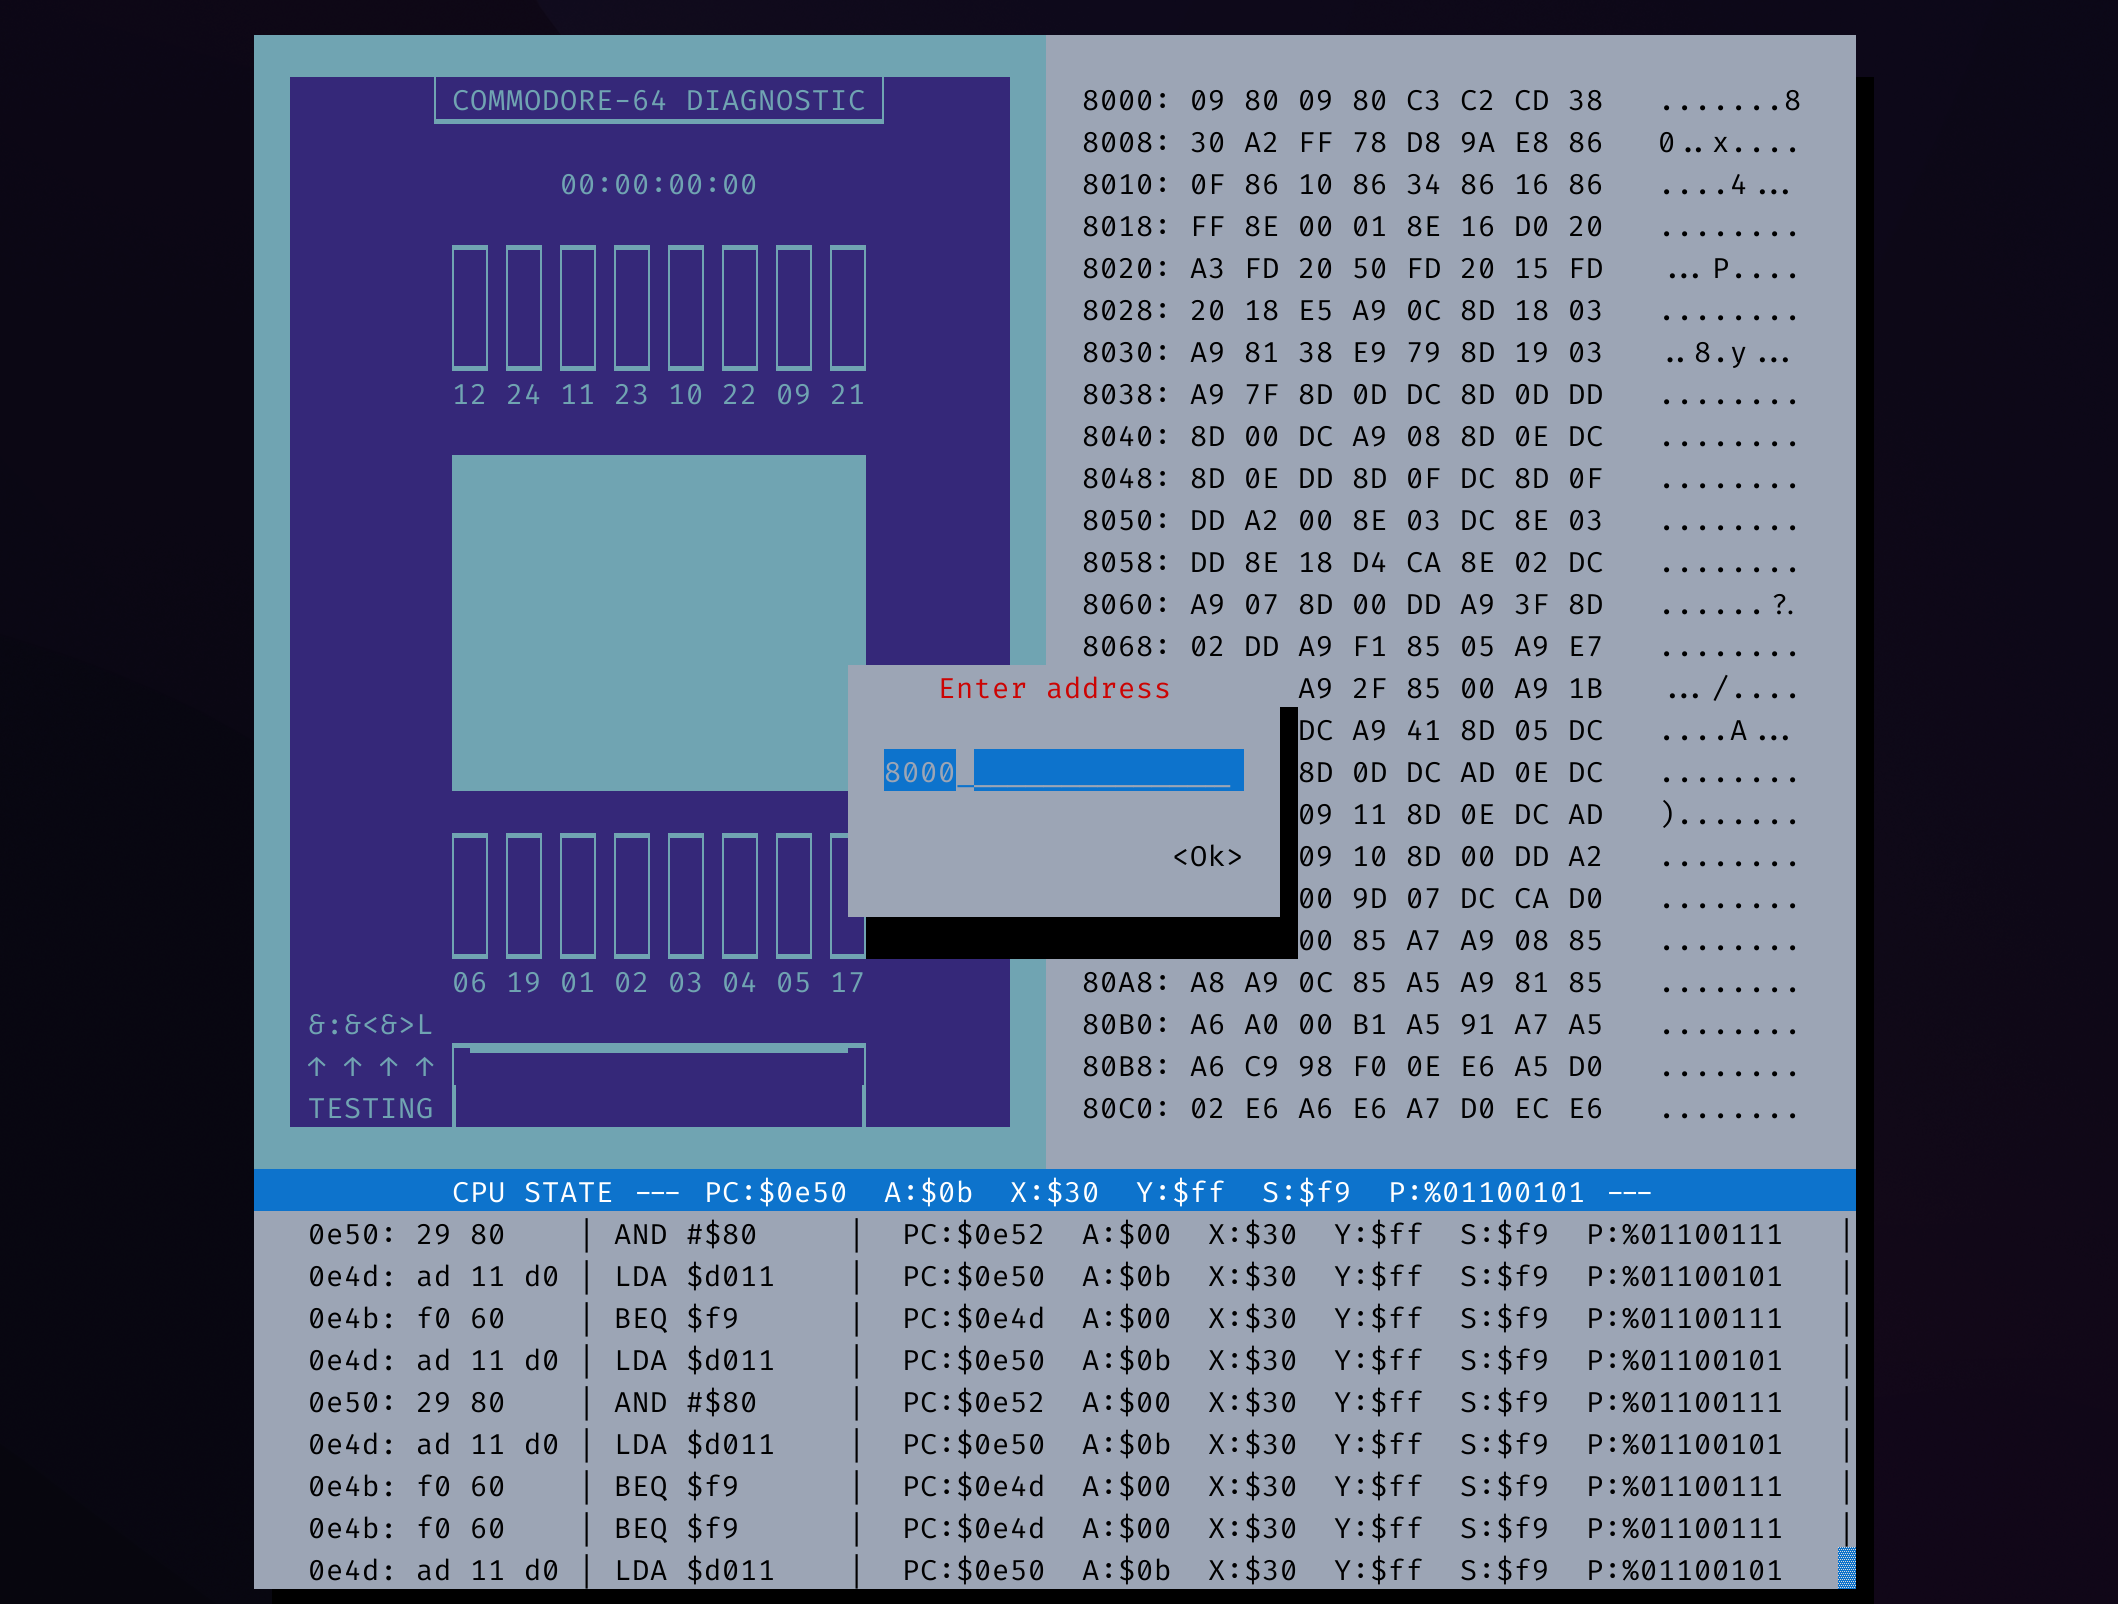 COMMODORE-64 DIAGNOSTIC
00:00:00:00
12 24 11 23 10 22 09 21
06 19 01 02 03 04 05 17
&:&<&>L
↑ ↑ ↑ ↑
TESTING
8000: 09 80 09 80 C3 C2 CD 38 .......8
8008: 30 A2 FF 78 D8 9A E8 86 0..x....
8010: 0F 86 10 86 34 86 16 86 ....4...
8018: FF 8E 00 01 8E 16 D0 20 ........
8020: A3 FD 20 50 FD 20 15 FD ...P....
8028: 20 18 E5 A9 0C 8D 18 03 ........
8030: A9 81 38 E9 79 8D 19 03 ..8.y...
8038: A9 7F 8D 0D DC 8D 0D DD ........
8040: 8D 00 DC A9 08 8D 0E DC ........
8048: 8D 0E DD 8D 0F DC 8D 0F ........
8050: DD A2 00 8E 03 DC 8E 03 ........
8058: DD 8E 18 D4 CA 8E 02 DC ........
8060: A9 07 8D 00 DD A9 3F 8D ......?.
8068: 02 DD A9 F1 85 05 A9 E7 ........
A9 2F 85 00 A9 1B .../....
DC A9 41 8D 05 DC ....A...
8D 0D DC AD 0E DC ........
09 11 8D 0E DC AD ).......
09 10 8D 00 DD A2 ........
00 9D 07 DC CA D0 ........
00 85 A7 A9 08 85 ........
80A8: A8 A9 0C 85 A5 A9 81 85 ........
80B0: A6 A0 00 B1 A5 91 A7 A5 ........
80B8: A6 C9 98 F0 0E E6 A5 D0 ........
80C0: 02 E6 A6 E6 A7 D0 EC E6 ........
Enter address
8000________________
<Ok>
CPU STATE --- PC:$0e50 A:$0b X:$30 Y:$ff S:$f9 P:%01100101 ---
0e50: 29 80 | AND #$80 | PC:$0e52 A:$00 X:$30 Y:$ff S:$f9 P:%01100111 |
0e4d: ad 11 d0 | LDA $d011 | PC:$0e50 A:$0b X:$30 Y:$ff S:$f9 P:%01100101 |
0e4b: f0 60 | BEQ $f9 | PC:$0e4d A:$00 X:$30 Y:$ff S:$f9 P:%01100111 |
0e4d: ad 11 d0 | LDA $d011 | PC:$0e50 A:$0b X:$30 Y:$ff S:$f9 P:%01100101 |
0e50: 29 80 | AND #$80 | PC:$0e52 A:$00 X:$30 Y:$ff S:$f9 P:%01100111 |
0e4d: ad 11 d0 | LDA $d011 | PC:$0e50 A:$0b X:$30 Y:$ff S:$f9 P:%01100101 |
0e4b: f0 60 | BEQ $f9 | PC:$0e4d A:$00 X:$30 Y:$ff S:$f9 P:%01100111 |
0e4b: f0 60 | BEQ $f9 | PC:$0e4d A:$00 X:$30 Y:$ff S:$f9 P:%01100111 |
0e4d: ad 11 d0 | LDA $d011 | PC:$0e50 A:$0b X:$30 Y:$ff S:$f9 P:%01100101